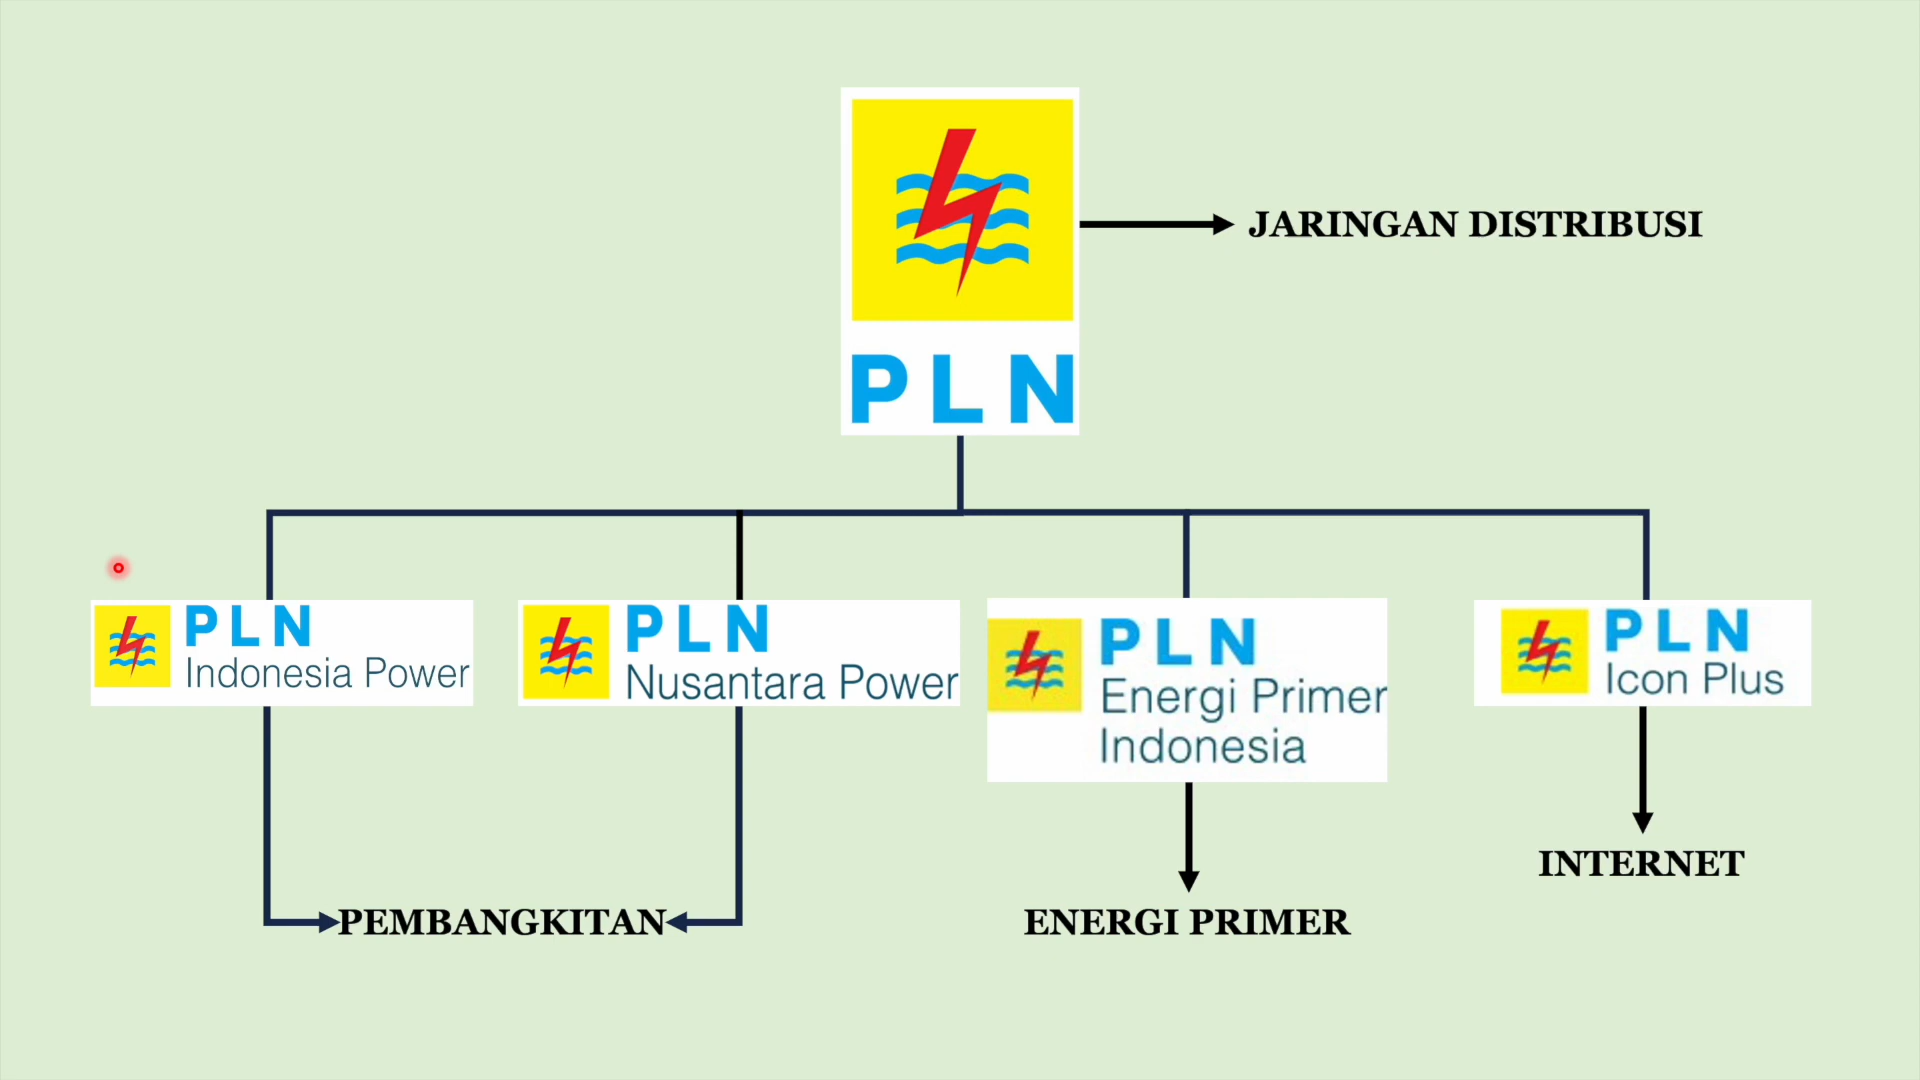 PLN
JARINGAN DISTRIBUSI
PLN
Indonesia Power
PLN
Nusantara Power
PLN
Energi Primer
Indonesia
PLN
Icon Plus
PEMBANGKITAN
ENERGI PRIMER
INTERNET